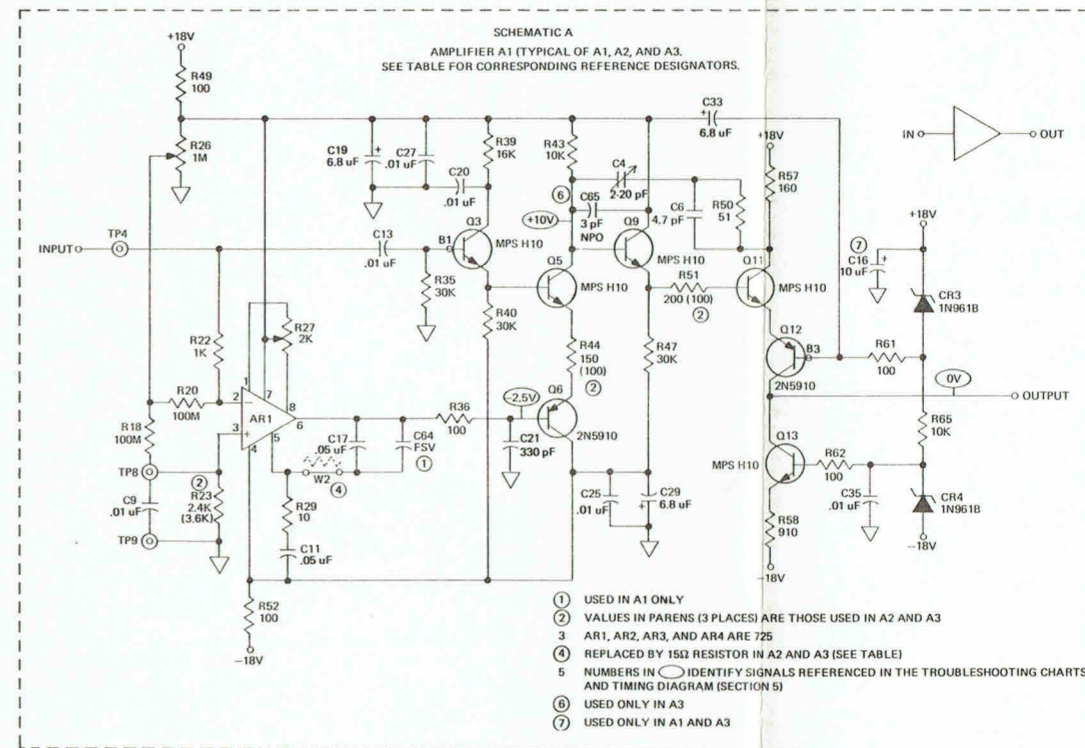 SCHEMATIC A
AMPLIFIER A1 (TYPICAL OF A1, A2, AND A3.
SEE TABLE FOR CORRESPONDING REFERENCE DESIGNATORS.
+18V
R49
100
R26
1M
C19
6.8 uF
+
C27
.01 uF
C20
.01 uF
R39
16K
R43
10K
C4
2-20 pF
C33
6.8 uF
+
+18V
R57
160
IN
OUT
6
+10V
C65
3 pF
NPO
C6
4.7 pF
R50
51
Q9
MPS H10
+18V
7
C16
10 uF
+
CR3
1N961B
INPUT
TP4
C13
.01 uF
B1
Q3
MPS H10
Q5
MPS H10
R35
30K
R40
30K
R51
200 (100)
2
Q11
MPS H10
Q12
B3
2N5910
R61
100
R22
1K
R27
2K
R44
150
(100)
2
R47
30K
0V
OUTPUT
R20
100M
R18
100M
1
7
2
−
AR1
8
6
3
+
4
5
R36
100
−2.5V
Q6
2N5910
C17
.05 uF
C64
FSV
1
C21
330 pF
Q13
MPS H10
R62
100
R65
10K
TP8
2
R23
2.4K
(3.6K)
W2
4
C9
.01 uF
TP9
R29
10
C11
.05 uF
C25
.01 uF
C29
6.8 uF
+
C35
.01 uF
CR4
1N961B
−18V
R58
910
−18V
R52
100
−18V
1 USED IN A1 ONLY
2 VALUES IN PARENS (3 PLACES) ARE THOSE USED IN A2 AND A3
3 AR1, AR2, AR3, AND AR4 ARE 725
4 REPLACED BY 15Ω RESISTOR IN A2 AND A3 (SEE TABLE)
5 NUMBERS IN IDENTIFY SIGNALS REFERENCED IN THE TROUBLESHOOTING CHARTS
AND TIMING DIAGRAM (SECTION 5)
6 USED ONLY IN A3
7 USED ONLY IN A1 AND A3